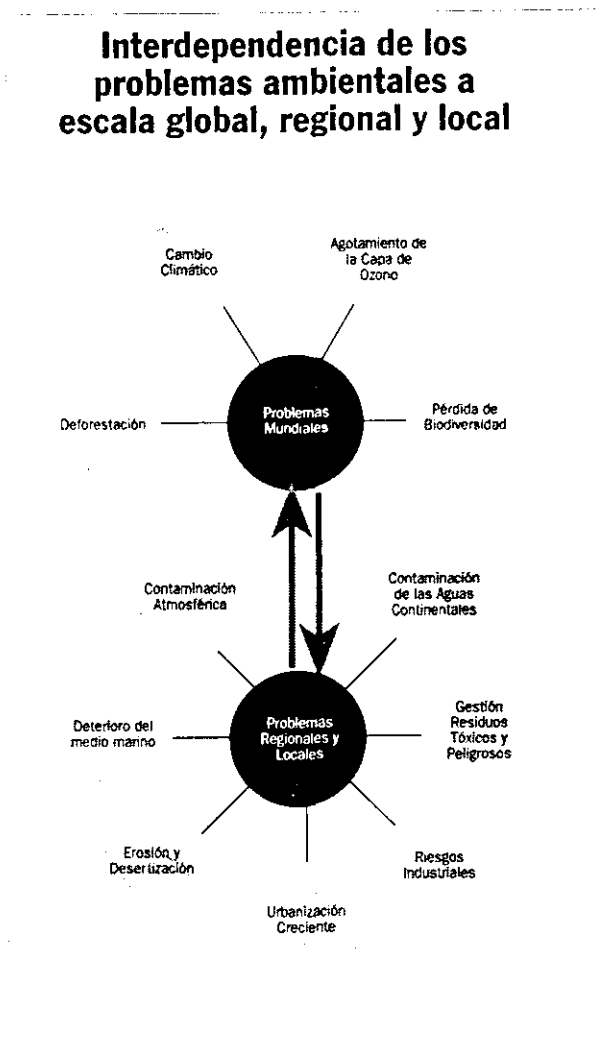 Interdependencia de los
problemas ambientales a
escala global, regional y local
Cambio
Climático
Agotamiento de
la Capa de
Ozono
Deforestación
Problemas
Mundiales
Pérdida de
Biodiversidad
Contaminación
Atmosférica
Contaminación
de las Aguas
Continentales
Deterioro del
medio marino
Problemas
Regionales y
Locales
Gestión
Residuos
Tóxicos y
Peligrosos
Erosión y
Desertización
Riesgos
Industriales
Urbanización
Creciente